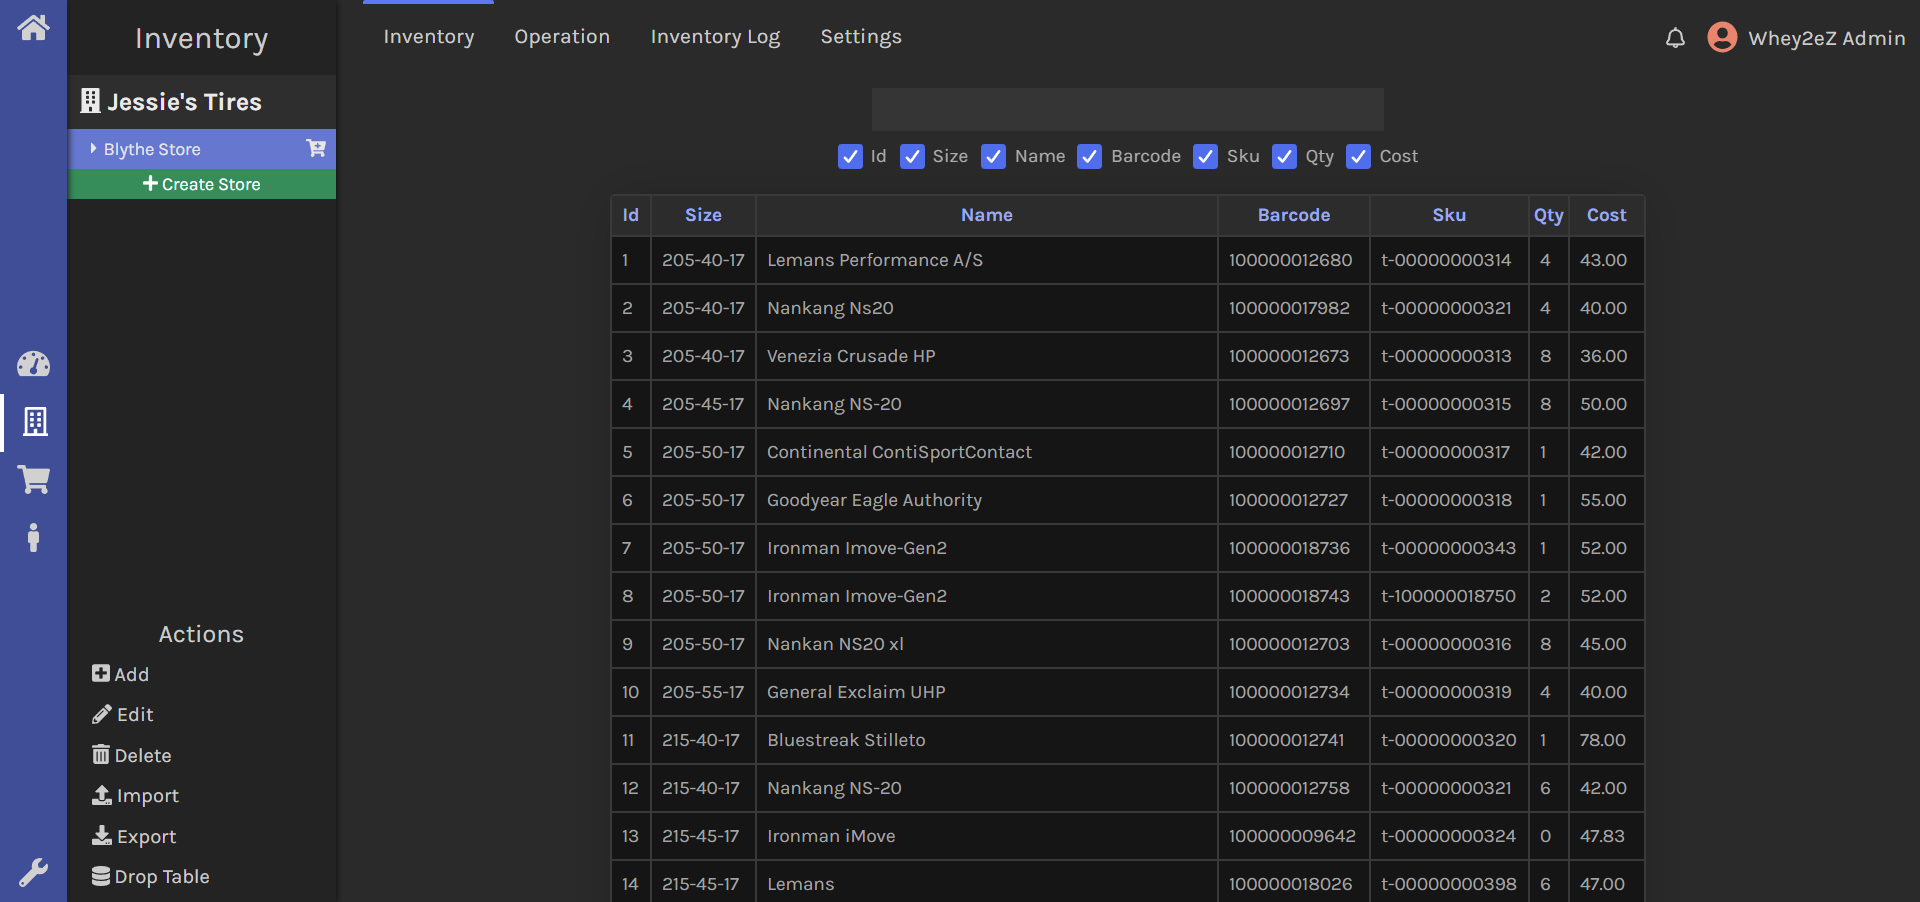 Inventory
Jessie's Tires
Blythe Store
Create Store
Actions
Add
Edit
Delete
Import
Export
Drop Table
Inventory Operation Inventory Log Settings
Whey2eZ Admin
Id Size Name Barcode Sku Qty Cost
Id Size Name Barcode Sku Qty Cost
1 205-40-17 Lemans Performance A/S 100000012680 t-00000000314 4 43.00
2 205-40-17 Nankang Ns20 100000017982 t-00000000321 4 40.00
3 205-40-17 Venezia Crusade HP 100000012673 t-00000000313 8 36.00
4 205-45-17 Nankang NS-20 100000012697 t-00000000315 8 50.00
5 205-50-17 Continental ContiSportContact 100000012710 t-00000000317 1 42.00
6 205-50-17 Goodyear Eagle Authority 100000012727 t-00000000318 1 55.00
7 205-50-17 Ironman Imove-Gen2 100000018736 t-00000000343 1 52.00
8 205-50-17 Ironman Imove-Gen2 100000018743 t-100000018750 2 52.00
9 205-50-17 Nankan NS20 xl 100000012703 t-00000000316 8 45.00
10 205-55-17 General Exclaim UHP 100000012734 t-00000000319 4 40.00
11 215-40-17 Bluestreak Stilleto 100000012741 t-00000000320 1 78.00
12 215-40-17 Nankang NS-20 100000012758 t-00000000321 6 42.00
13 215-45-17 Ironman iMove 100000009642 t-00000000324 0 47.83
14 215-45-17 Lemans 100000018026 t-00000000398 6 47.00